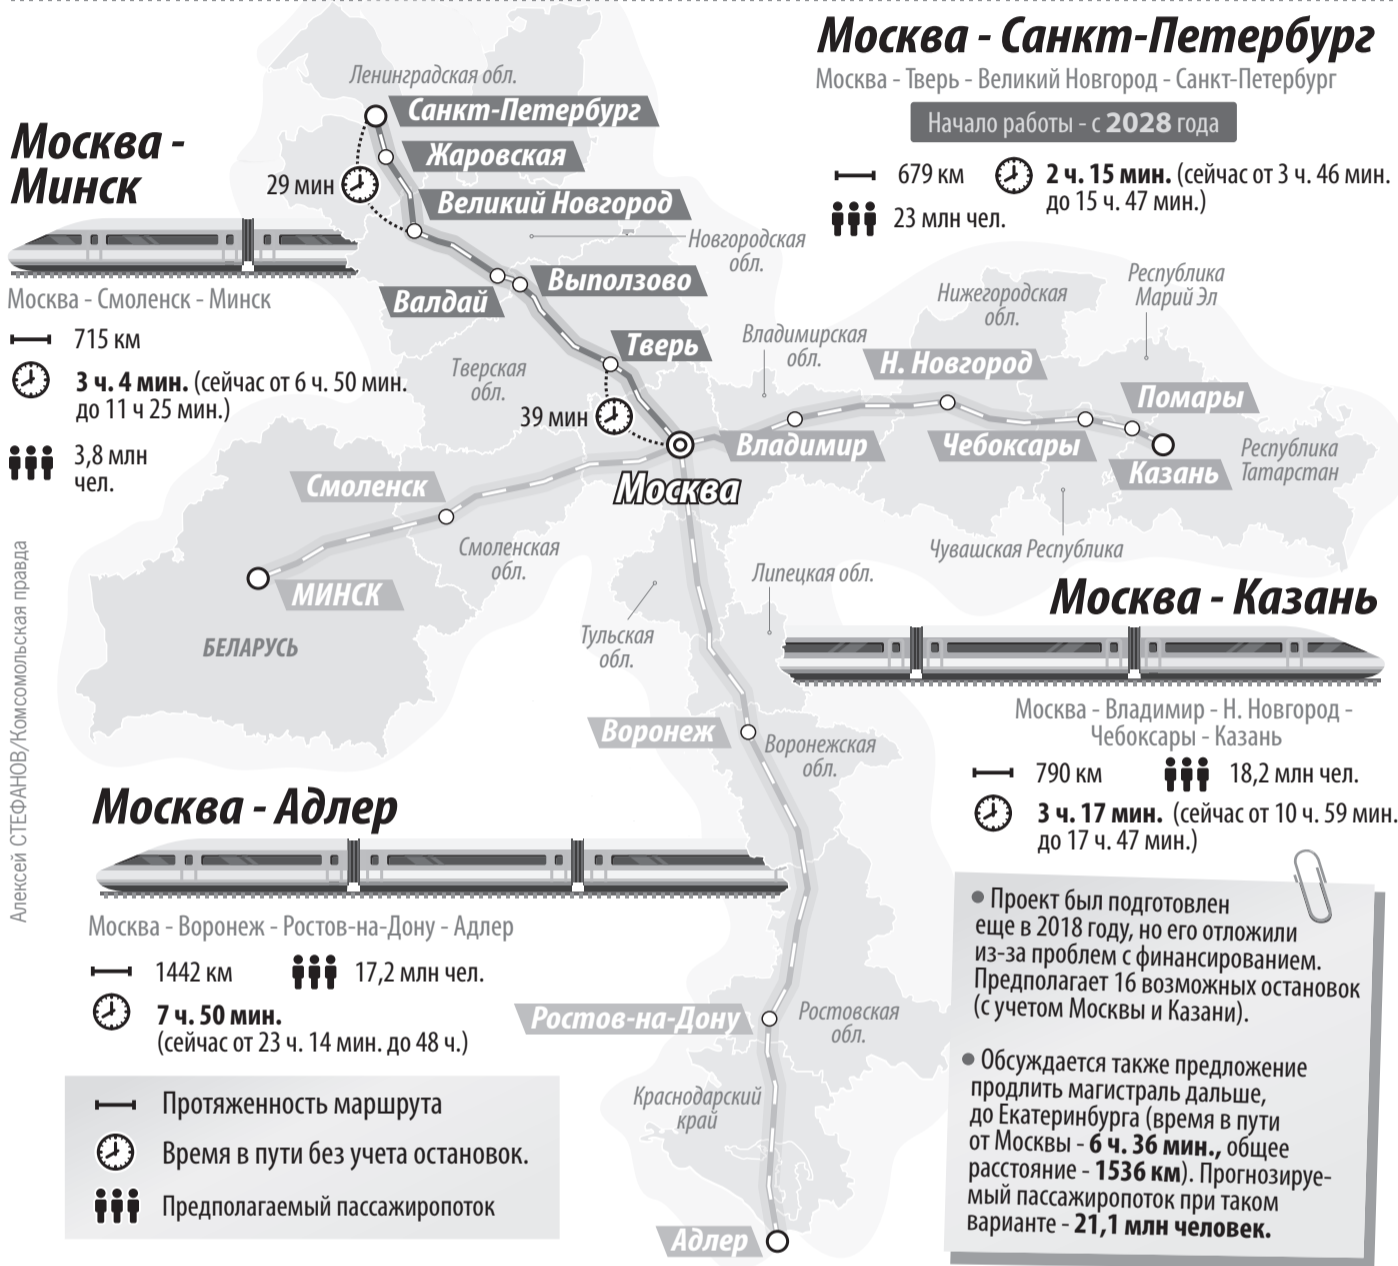 Москва - Санкт-Петербург
Москва - Тверь - Великий Новгород - Санкт-Петербург
Начало работы - с 2028 года
679 км
2 ч. 15 мин. (сейчас от 3 ч. 46 мин.
до 15 ч. 47 мин.)
23 млн чел.
Москва -
Минск
Москва - Смоленск - Минск
715 км
3 ч. 4 мин. (сейчас от 6 ч. 50 мин.
до 11 ч 25 мин.)
3,8 млн
чел.
Ленинградская обл.
Санкт-Петербург
Жаровская
29 мин
Великий Новгород
Новгородская
обл.
Выползово
Валдай
Тверь
Тверская
обл.
39 мин
Москва
Владимирская
обл.
Владимир
Нижегородская
обл.
Н. Новгород
Республика
Марий Эл
Помары
Чебоксары
Казань
Республика
Татарстан
Чувашская Республика
Смоленск
Смоленская
обл.
МИНСК
БЕЛАРУСЬ
Тульская
обл.
Липецкая обл.
Воронеж
Воронежская
обл.
Ростов-на-Дону
Ростовская
обл.
Краснодарский
край
Адлер
Москва - Казань
Москва - Владимир - Н. Новгород -
Чебоксары - Казань
790 км
18,2 млн чел.
3 ч. 17 мин. (сейчас от 10 ч. 59 мин.
до 17 ч. 47 мин.)
Москва - Адлер
Москва - Воронеж - Ростов-на-Дону - Адлер
1442 км
17,2 млн чел.
7 ч. 50 мин.
(сейчас от 23 ч. 14 мин. до 48 ч.)
Протяженность маршрута
Время в пути без учета остановок.
Предполагаемый пассажиропоток
• Проект был подготовлен
еще в 2018 году, но его отложили
из-за проблем с финансированием.
Предполагает 16 возможных остановок
(с учетом Москвы и Казани).
• Обсуждается также предложение
продлить магистраль дальше,
до Екатеринбурга (время в пути
от Москвы - 6 ч. 36 мин., общее
расстояние - 1536 км). Прогнозируе-
мый пассажиропоток при таком
варианте - 21,1 млн человек.
Алексей СТЕФАНОВ/Комсомольская правда